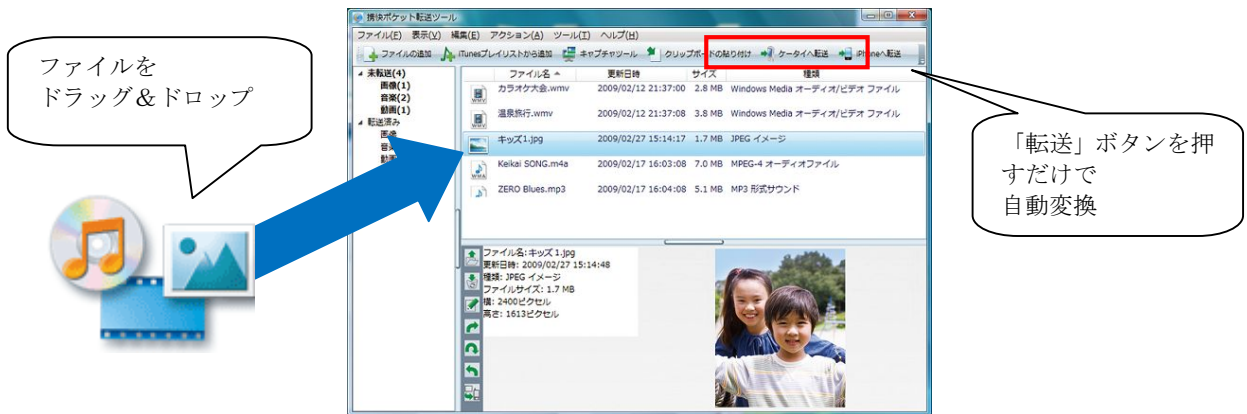 ファイルを
ドラッグ＆ドロップ
携快ポケット転送ツール
ファイル(F) 表示(V) 編集(E) アクション(A) ツール(T) ヘルプ(H)
ファイルの追加 iTunesプレイリストから追加 キャプチャツール クリップボードの貼り付け ケータイへ転送 iPhoneへ転送
未転送(4)
画像(1)
音楽(2)
動画(1)
転送済み
画像
ファイル名 更新日時 サイズ 種類
カラオケ大会.wmv 2009/02/12 21:37:00 2.8 MB Windows Media オーディオ/ビデオ ファイル
温泉旅行.wmv 2009/02/12 21:37:08 3.8 MB Windows Media オーディオ/ビデオ ファイル
キッズ1.jpg 2009/02/27 15:14:17 1.7 MB JPEG イメージ
Keikai SONG.m4a 2009/02/17 16:03:08 7.0 MB MPEG-4 オーディオファイル
ZERO Blues.mp3 2009/02/17 16:04:08 5.1 MB MP3 形式サウンド
ファイル名: キッズ1.jpg
更新日時: 2009/02/27 15:14:48
種類: JPEG イメージ
ファイルサイズ: 1.7 MB
横: 2400ピクセル
高さ: 1613ピクセル
「転送」ボタンを押
すだけで
自動変換